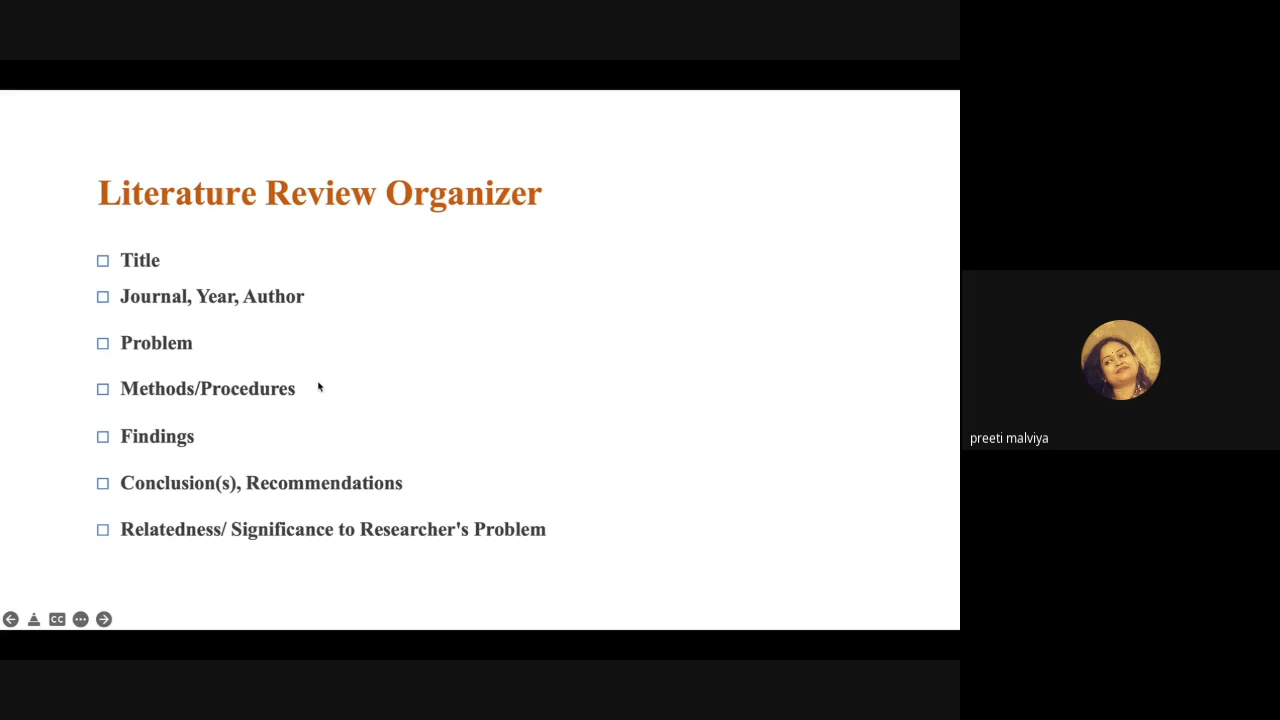 Literature Review Organizer
Title
Journal, Year, Author
Problem
Methods/Procedures
Findings
Conclusion(s), Recommendations
Relatedness/ Significance to Researcher's Problem
CC
preeti malviya